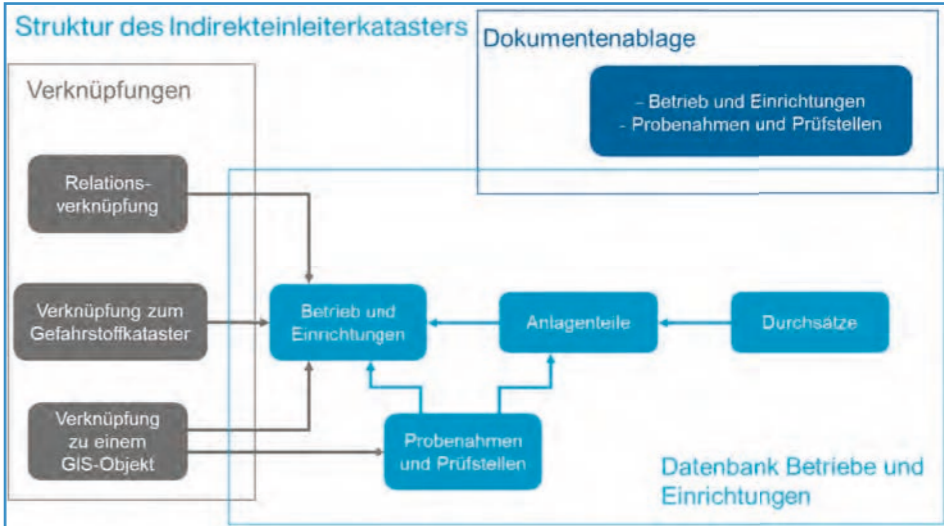 Struktur des Indirekteinleiterkatasters
Dokumentenablage
– Betrieb und Einrichtungen
– Probenahmen und Prüfstellen
Verknüpfungen
Relations-
verknüpfung
Verknüpfung zum
Gefahrstoffkataster
Verknüpfung
zu einem
GIS-Objekt
Betrieb und
Einrichtungen
Anlagenteile
Durchsätze
Probenahmen
und Prüfstellen
Datenbank Betriebe und
Einrichtungen